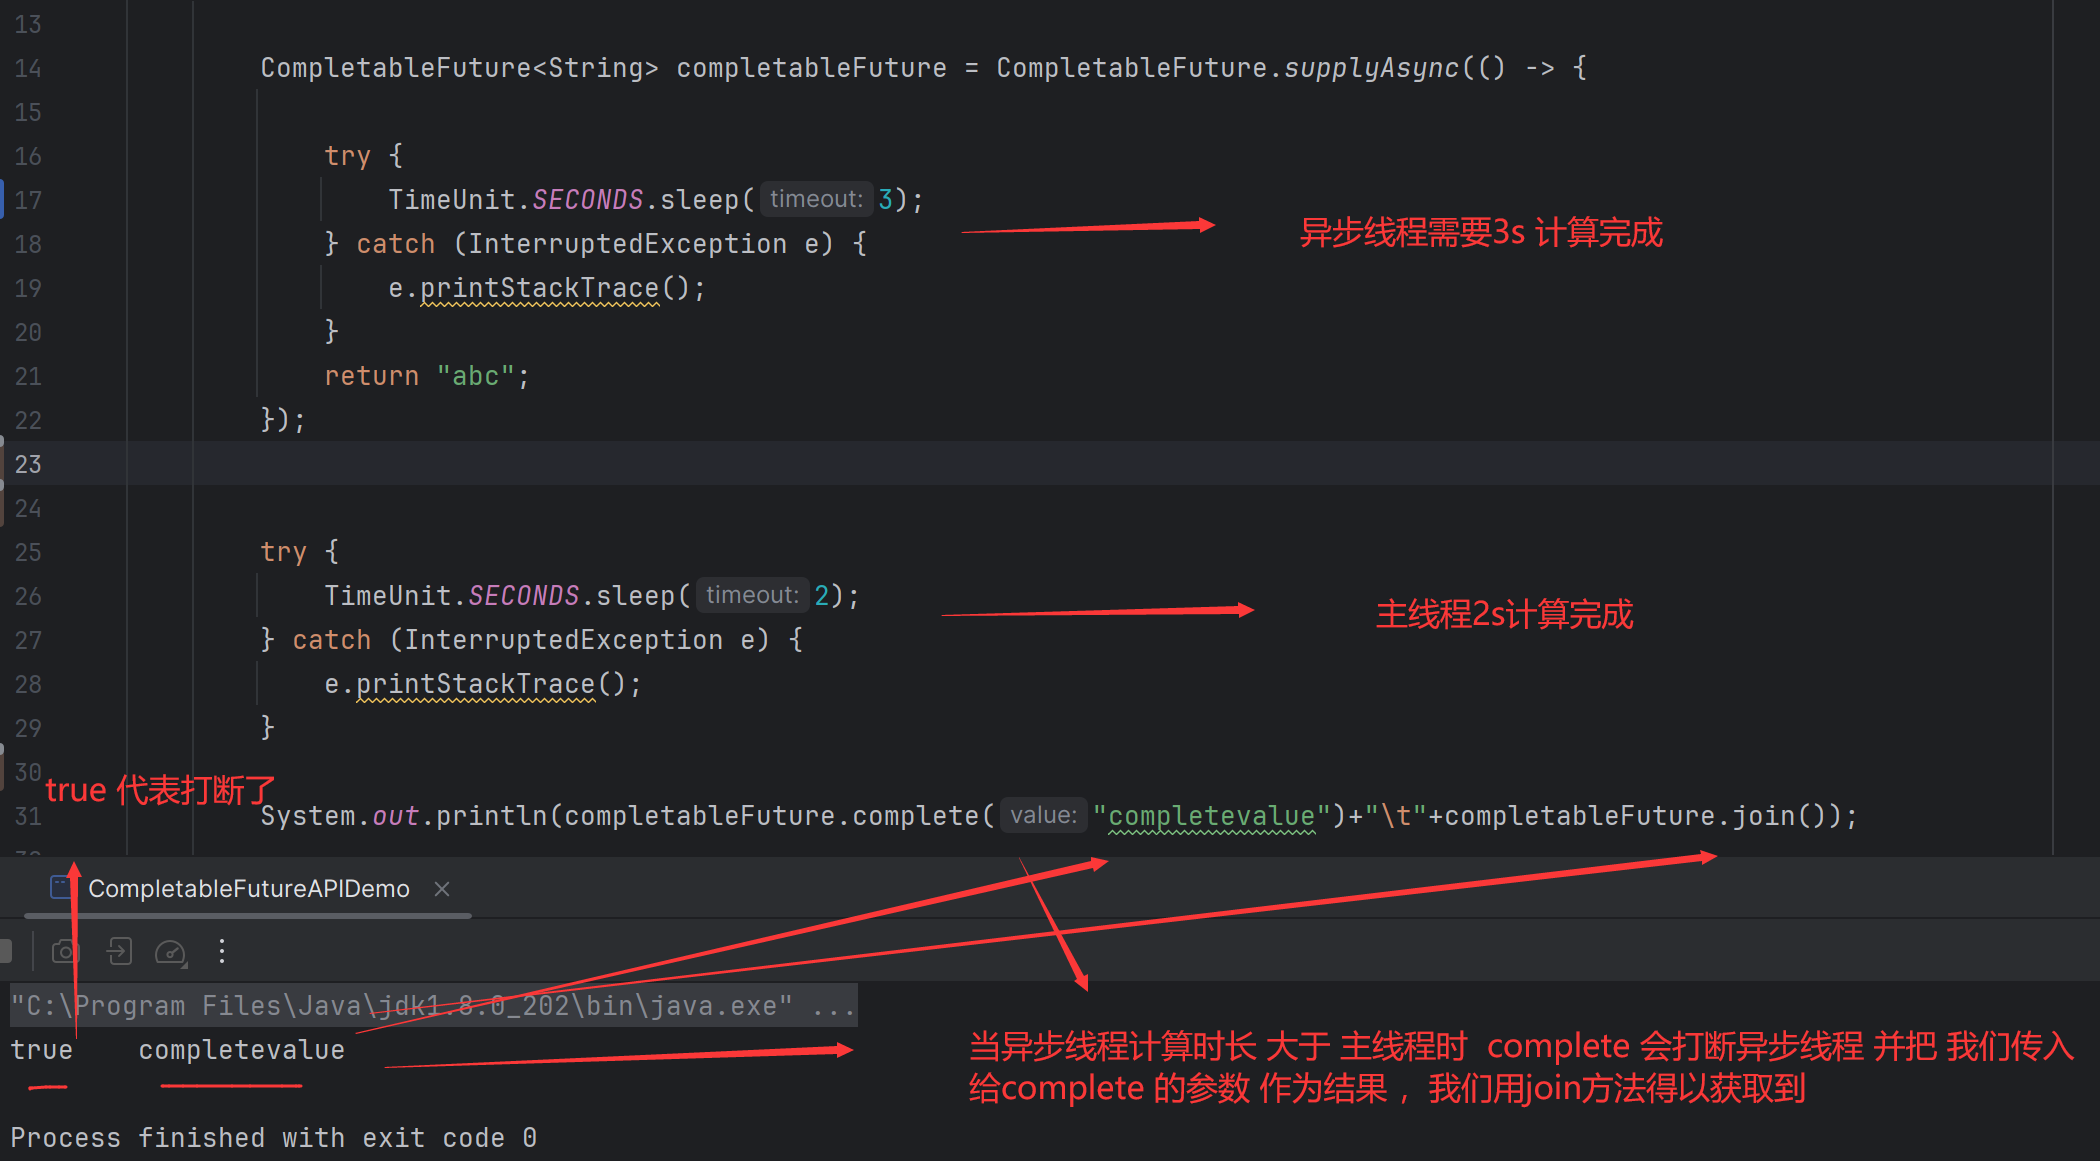 13
14 CompletableFuture<String> completableFuture = CompletableFuture.supplyAsync(() -> {
15
16 try {
17 TimeUnit.SECONDS.sleep( timeout: 3);
18 } catch (InterruptedException e) {
异步线程需要3s 计算完成
19 e.printStackTrace();
20 }
21 return "abc";
22 });
23
24
25 try {
26 TimeUnit.SECONDS.sleep( timeout: 2);
主线程2s计算完成
27 } catch (InterruptedException e) {
28 e.printStackTrace();
29 }
30
true 代表打断了
31 System.out.println(completableFuture.complete( value: "completevalue")+"\t"+completableFuture.join());
CompletableFutureAPIDemo
"C:\Program Files\Java\jdk1.8.0_202\bin\java.exe" ...
true completevalue
当异步线程计算时长 大于 主线程时 complete 会打断异步线程 并把 我们传入
给complete 的参数 作为结果 ，我们用join方法得以获取到
Process finished with exit code 0